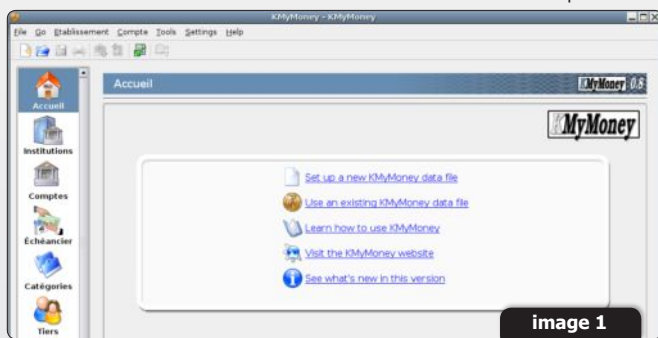 KMyMoney - KMyMoney
File Go Etablissement Compte Tools Settings Help
Accueil
KMyMoney 0.8
KMyMoney
Accueil
Institutions
Comptes
Échéancier
Catégories
Tiers
Set up a new KMyMoney data file
Use an existing KMyMoney data file
Learn how to use KMyMoney
Visit the KMyMoney website
See what's new in this version
image 1